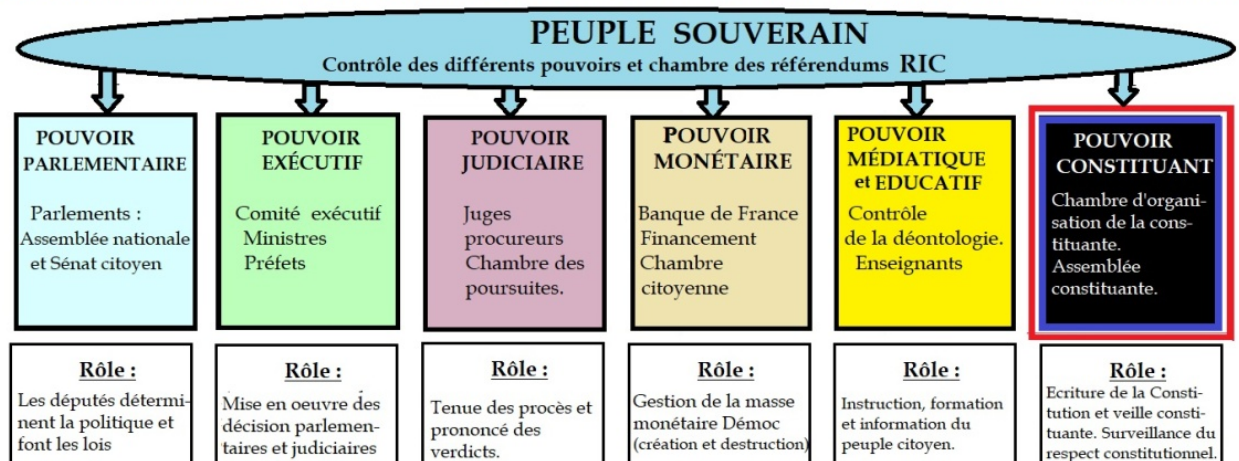 PEUPLE SOUVERAIN
Contrôle des différents pouvoirs et chambre des référendums RIC
POUVOIR
PARLEMENTAIRE
Parlements :
Assemblée nationale
et Sénat citoyen
POUVOIR
EXÉCUTIF
Comité exécutif
Ministres
Préfets
POUVOIR
JUDICIAIRE
Juges
procureurs
Chambre des
poursuites.
POUVOIR
MONÉTAIRE
Banque de France
Financement
Chambre
citoyenne
POUVOIR
MÉDIATIQUE
et EDUCATIF
Contrôle
de la déontologie.
Enseignants
POUVOIR
CONSTITUANT
Chambre d'organi-
sation de la cons-
tituante.
Assemblée
constituante.
Rôle :
Les députés détermi-
nent la politique et
font les lois
Rôle :
Mise en oeuvre des
décision parlemen-
taires et judiciaires
Rôle :
Tenue des procès et
prononcé des
verdicts.
Rôle :
Gestion de la masse
monétaire Démoc
(création et destruction)
Rôle :
Instruction, formation
et information du
peuple citoyen.
Rôle :
Ecriture de la Consti-
tution et veille consti-
tuante. Surveillance du
respect constitutionnel.